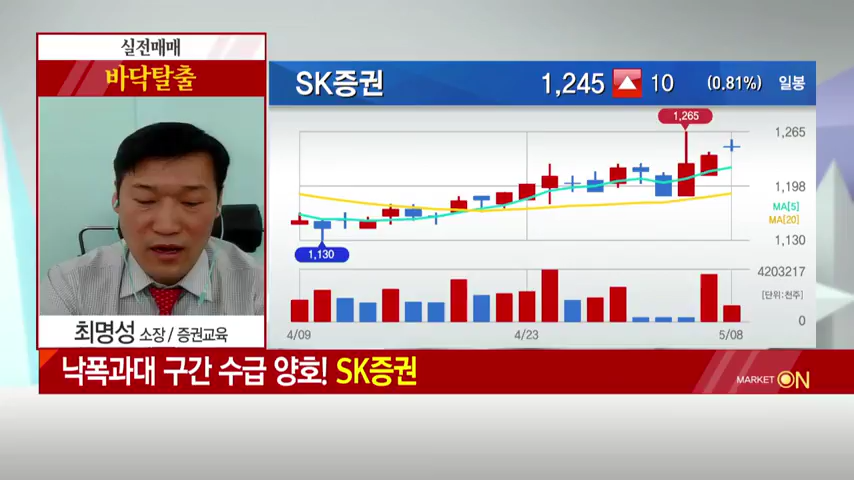 실전매매
바닥탈출
SK증권 1,245 10 (0.81%) 일봉
1,265
1,265
1,198
MA[5]
MA[20]
1,130
1,130
4203217
[단위:천주]
0
4/09 4/23 5/08
최명성 소장 / 증권교육
낙폭과대 구간 수급 양호! SK증권
MARKET ON